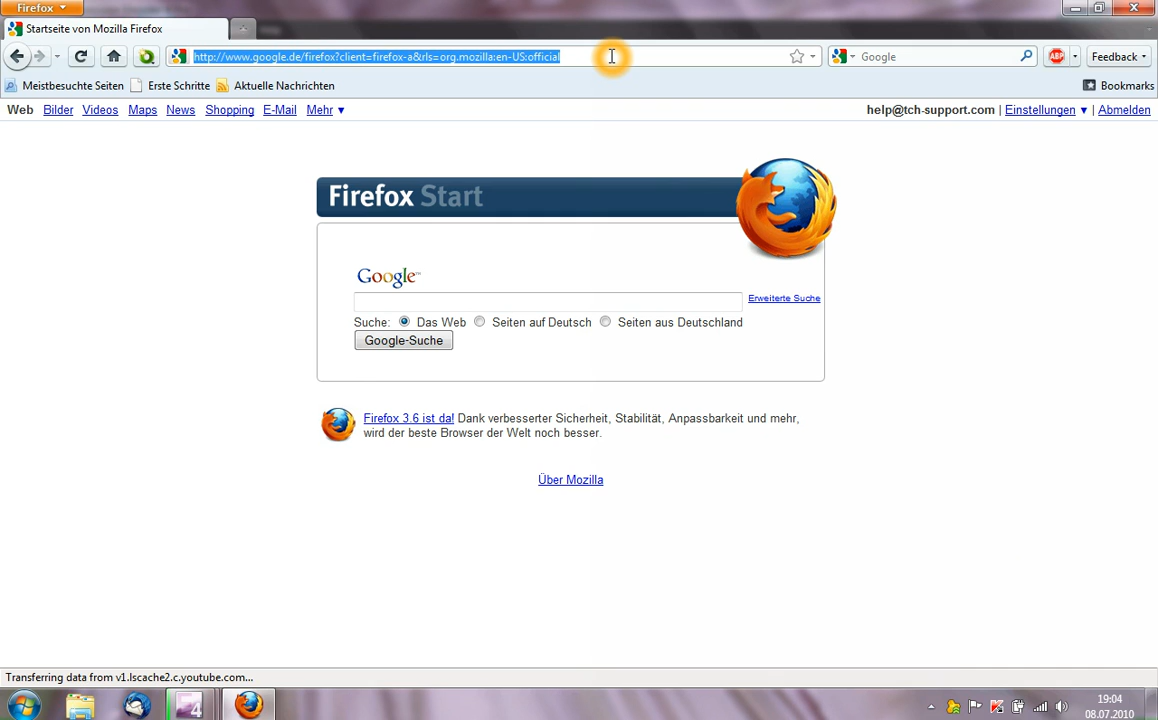 Firefox
Startseite von Mozilla Firefox
http://www.google.de/firefox?client=firefox-a&rls=org.mozilla:en-US:official
Google
ABP
Feedback
Meistbesuchte Seiten
Erste Schritte
Aktuelle Nachrichten
Bookmarks
Web Bilder Videos Maps News Shopping E-Mail Mehr ▼
help@tch-support.com | Einstellungen ▼ | Abmelden
Firefox Start
Google™
Erweiterte Suche
Suche: Das Web Seiten auf Deutsch Seiten aus Deutschland
Google-Suche
Firefox 3.6 ist da! Dank verbesserter Sicherheit, Stabilität, Anpassbarkeit und mehr,
wird der beste Browser der Welt noch besser.
Über Mozilla
Transferring data from v1.lscache2.c.youtube.com...
4
19:04
08.07.2010